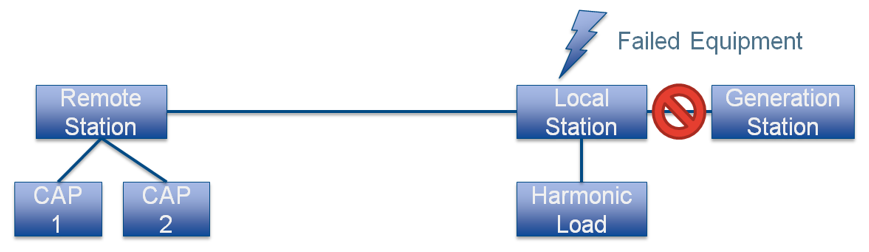 Failed Equipment
Remote
Station
Local
Station
Generation
Station
CAP
1
CAP
2
Harmonic
Load